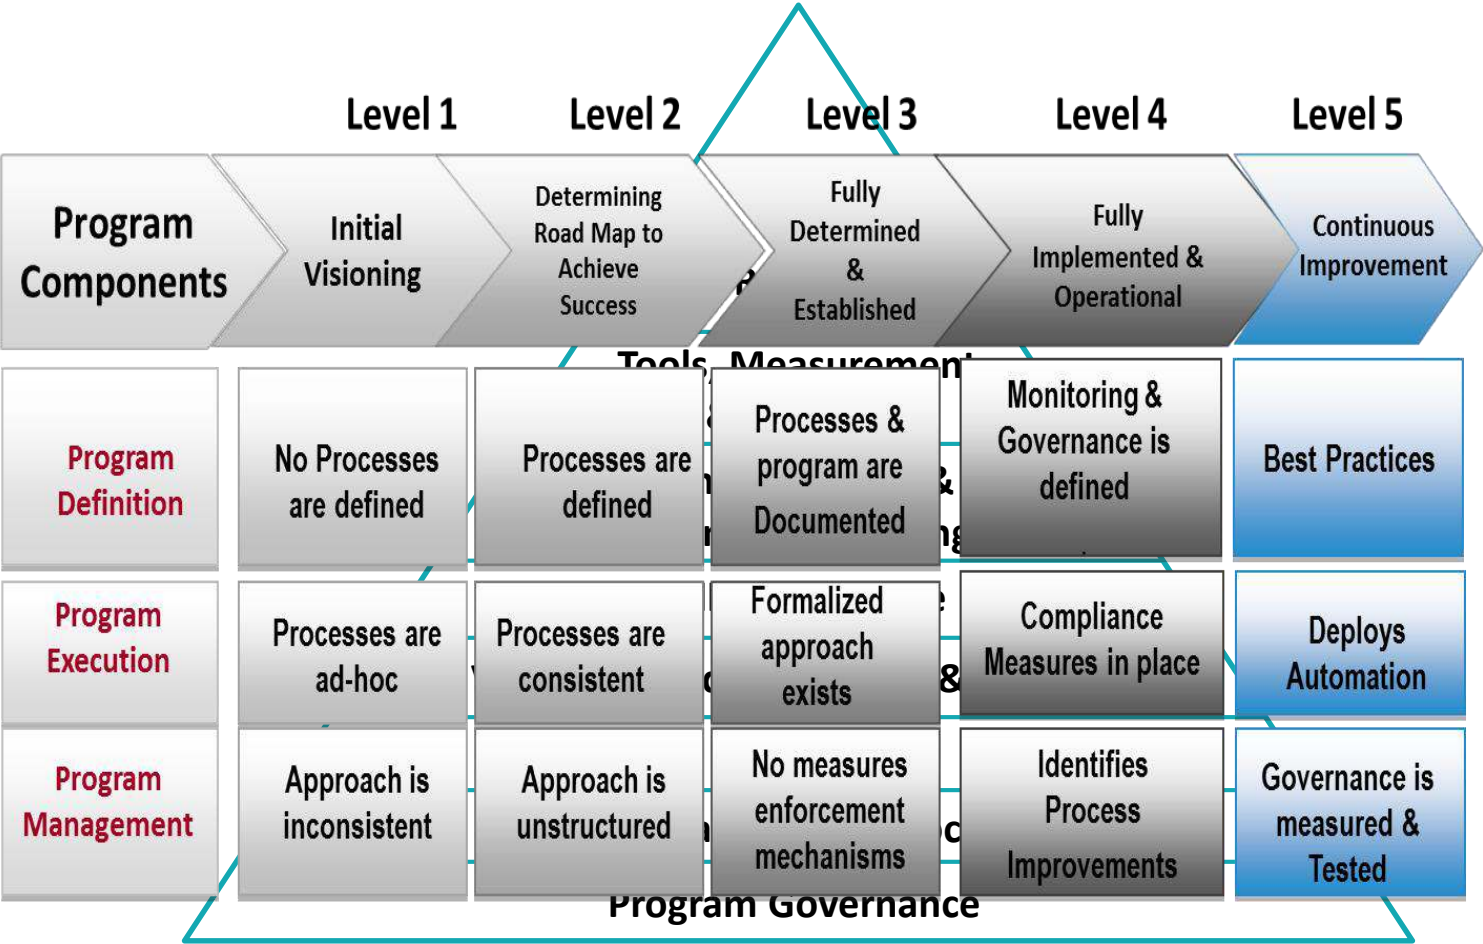 Level 1
Level 2
Level 3
Level 4
Level 5
Program
Components
Initial
Visioning
Determining
Road Map to
Achieve
Success
Fully
Determined
&
Established
Fully
Implemented &
Operational
Continuous
Improvement
Tools, Measurement
Program
Definition
No Processes
are defined
Processes are
defined
Processes &
program are
Documented
Monitoring &
Governance is
defined
Best Practices
&
Program
Execution
Processes are
ad-hoc
Processes are
consistent
Formalized
approach
exists
Compliance
Measures in place
Deploys
Automation
&
Program
Management
Approach is
inconsistent
Approach is
unstructured
No measures
enforcement
mechanisms
Identifies
Process
Improvements
Governance is
measured &
Tested
Program Governance